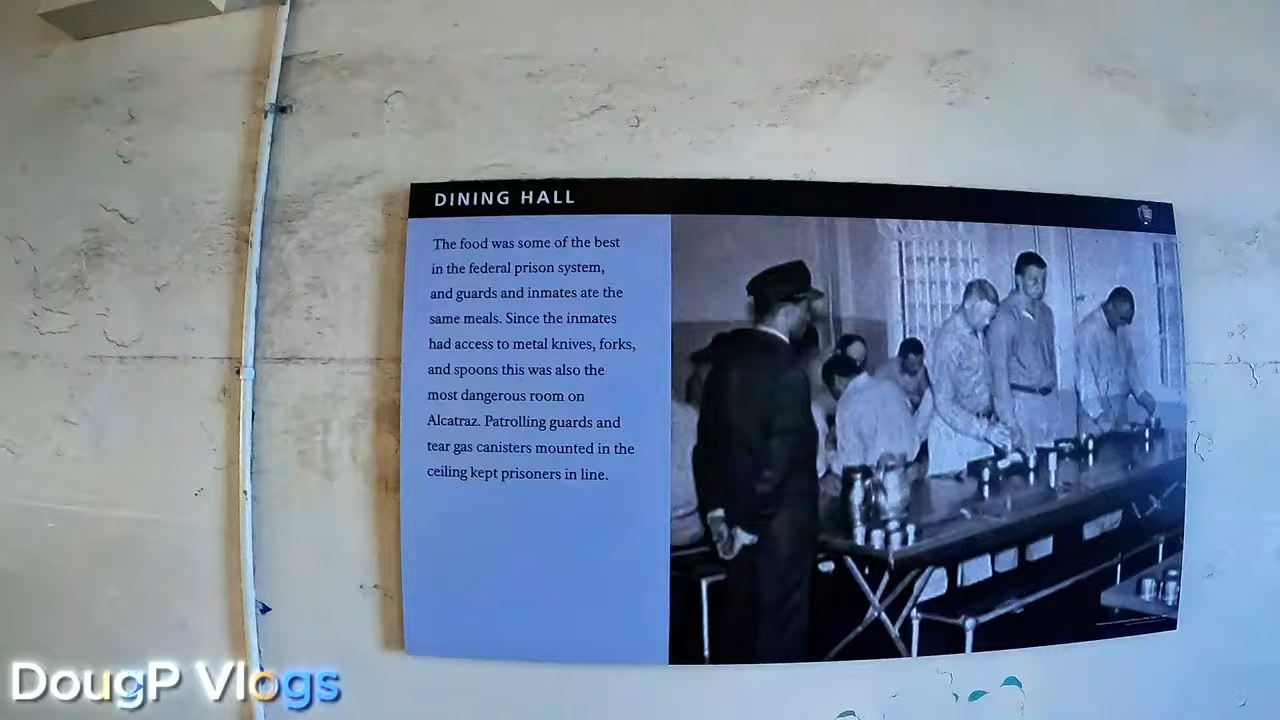 DINING HALL
The food was some of the best
in the federal prison system,
and guards and inmates ate the
same meals. Since the inmates
had access to metal knives, forks,
and spoons this was also the
most dangerous room on
Alcatraz. Patrolling guards and
tear gas canisters mounted in the
ceiling kept prisoners in line.
DougP Vlogs